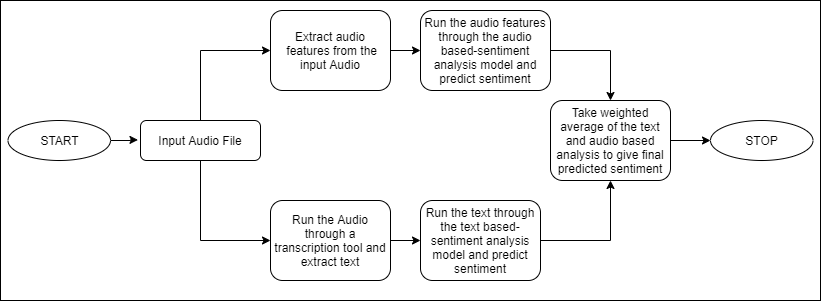 START
Input Audio File
Extract audio
features from the
input Audio
Run the audio features
through the audio
based-sentiment
analysis model and
predict sentiment
Run the Audio
through a
transcription tool and
extract text
Run the text through
the text based-
sentiment analysis
model and predict
sentiment
Take weighted
average of the text
and audio based
analysis to give final
predicted sentiment
STOP